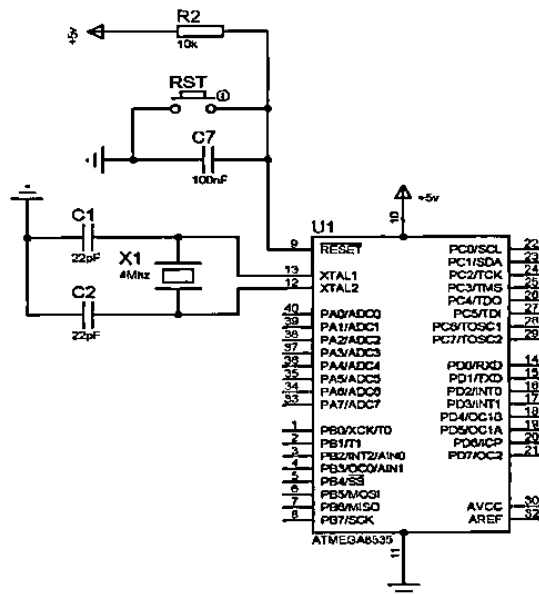 R2
+5v
10k
RST
C7
100nF
+5v
10
U1
C1
22pF
X1
4Mhz
C2
22pF
9 RESET
13 XTAL1
12 XTAL2
40 PA0/ADC0
39 PA1/ADC1
38 PA2/ADC2
37 PA3/ADC3
36 PA4/ADC4
35 PA5/ADC5
34 PA6/ADC6
33 PA7/ADC7
1 PB0/XCK/T0
2 PB1/T1
3 PB2/INT2/AIN0
4 PB3/OC0/AIN1
5 PB4/SS
6 PB5/MOSI
7 PB6/MISO
8 PB7/SCK
PC0/SCL 22
PC1/SDA 23
PC2/TCK 24
PC3/TMS 25
PC4/TDO 26
PC5/TDI 27
PC6/TOSC1 28
PC7/TOSC2 29
PD0/RXD 14
PD1/TXD 15
PD2/INT0 16
PD3/INT1 17
PD4/OC1B 18
PD5/OC1A 19
PD6/ICP 20
PD7/OC2 21
AVCC 30
AREF 32
ATMEGA8535
11